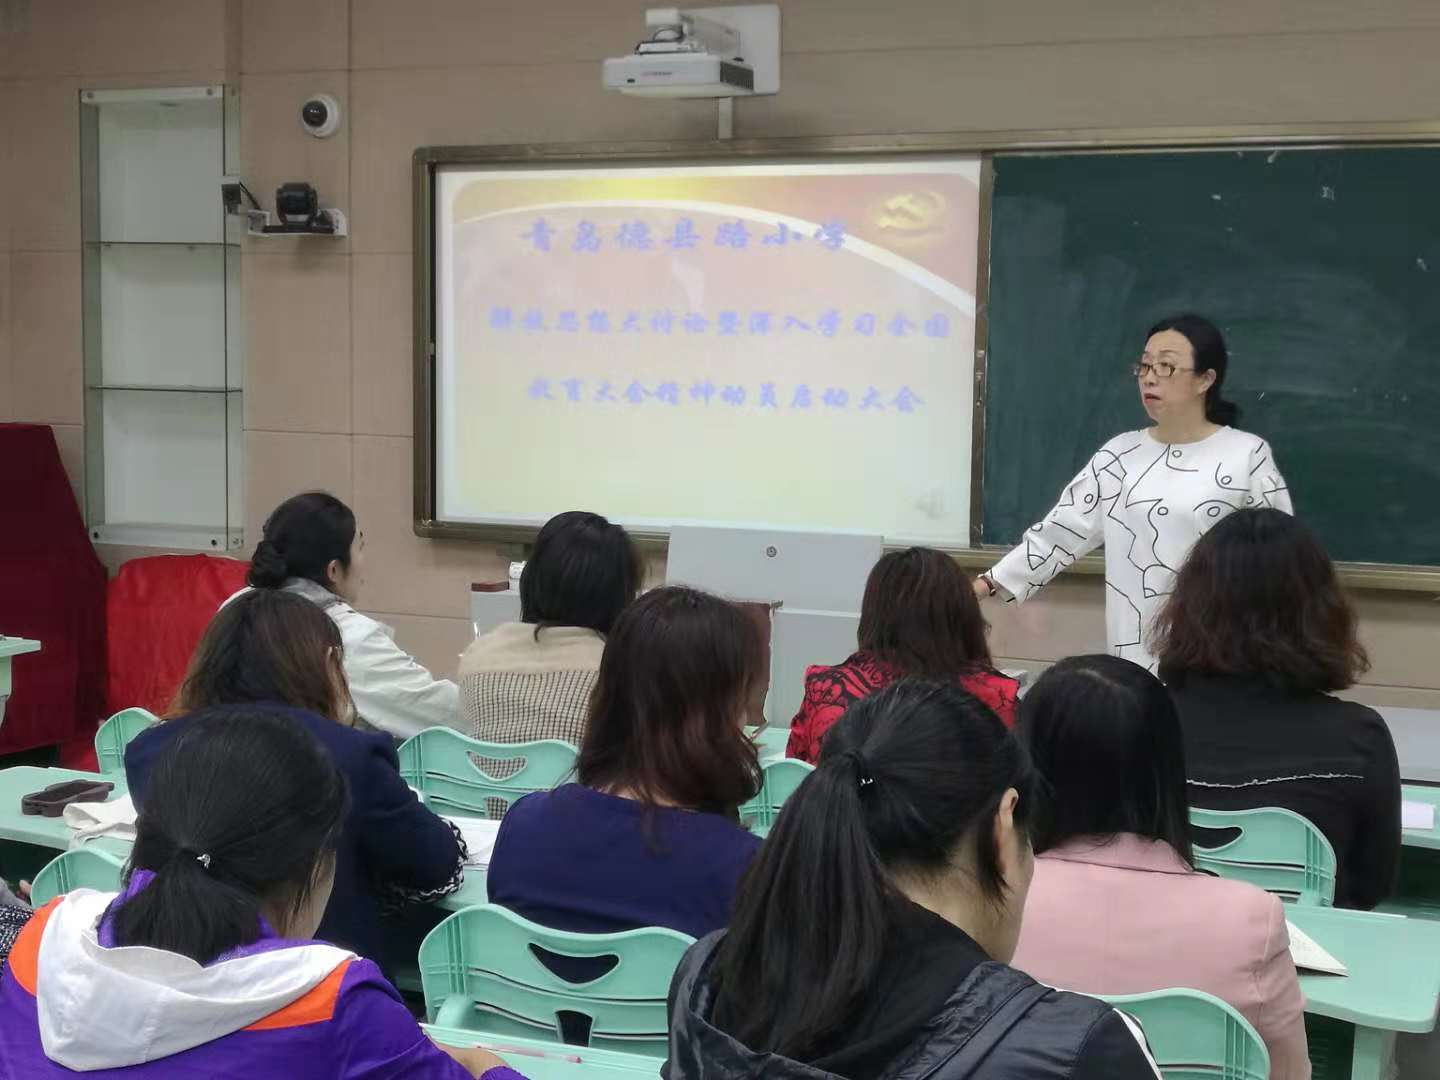 青岛德县路小学
解放思想大讨论暨深入学习全国
教育大会精神动员启动大会